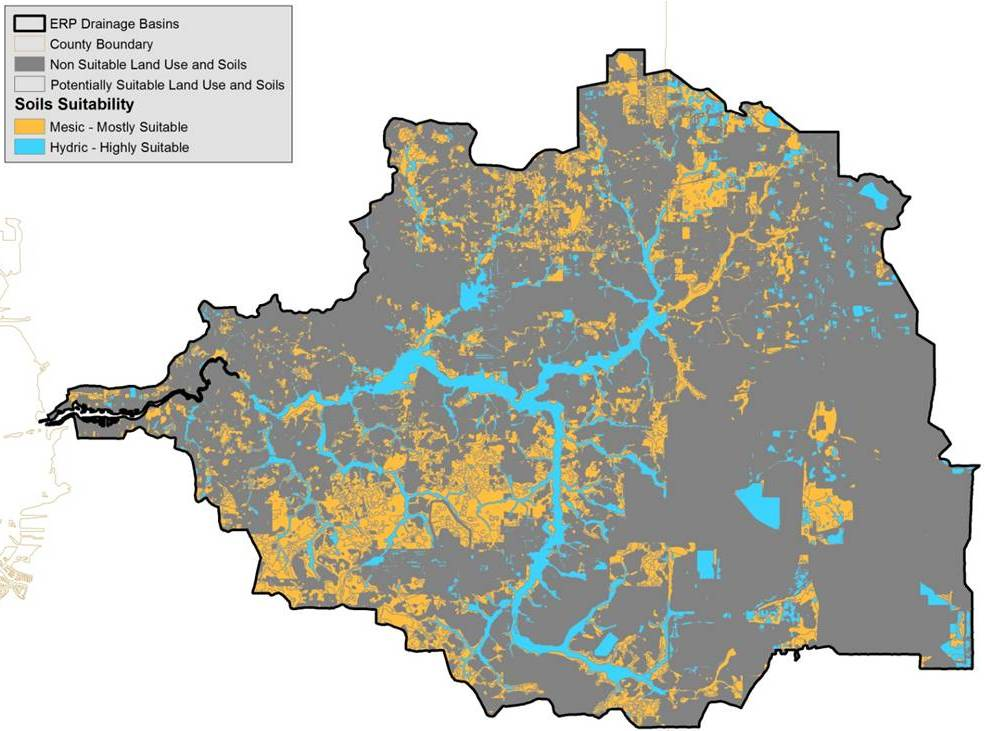 ERP Drainage Basins
County Boundary
Non Suitable Land Use and Soils
Potentially Suitable Land Use and Soils
Soils Suitability
Mesic - Mostly Suitable
Hydric - Highly Suitable